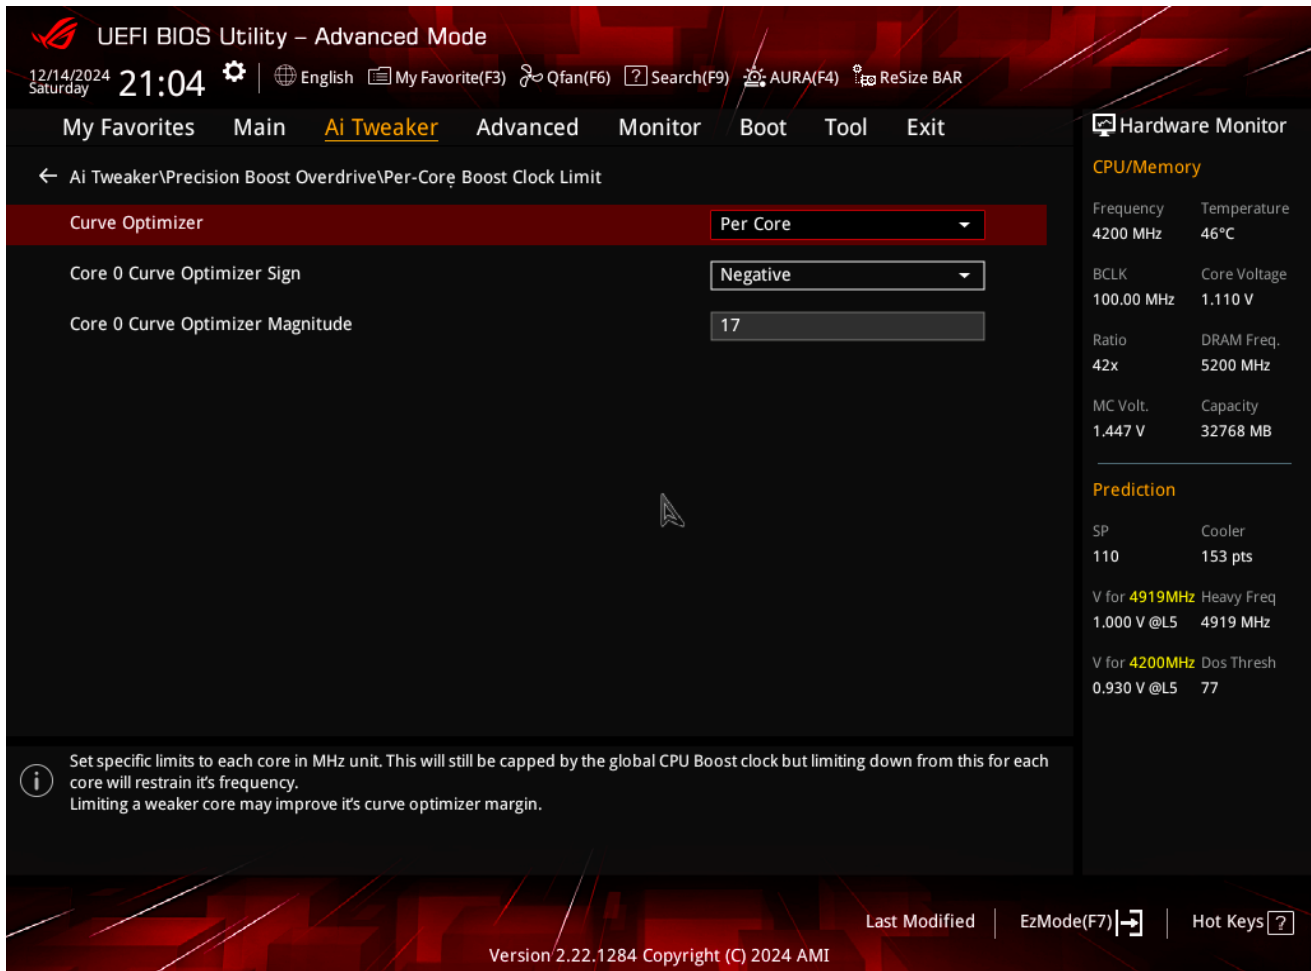 UEFI BIOS Utility – Advanced Mode
12/14/2024
Saturday
21:04
English
My Favorite(F3)
Qfan(F6)
? Search(F9)
AURA(F4)
ReSize BAR
My Favorites
Main
Ai Tweaker
Advanced
Monitor
Boot
Tool
Exit
Ai Tweaker\Precision Boost Overdrive\Per-Core Boost Clock Limit
Curve Optimizer
Per Core
Core 0 Curve Optimizer Sign
Negative
Core 0 Curve Optimizer Magnitude
17
Set specific limits to each core in MHz unit. This will still be capped by the global CPU Boost clock but limiting down from this for each
core will restrain it's frequency.
Limiting a weaker core may improve it's curve optimizer margin.
Hardware Monitor
CPU/Memory
Frequency Temperature
4200 MHz 46°C
BCLK Core Voltage
100.00 MHz 1.110 V
Ratio DRAM Freq.
42x 5200 MHz
MC Volt. Capacity
1.447 V 32768 MB
Prediction
SP Cooler
110 153 pts
V for 4919MHz Heavy Freq
1.000 V @L5 4919 MHz
V for 4200MHz Dos Thresh
0.930 V @L5 77
Last Modified
EzMode(F7)
Hot Keys ?
Version 2.22.1284 Copyright (C) 2024 AMI